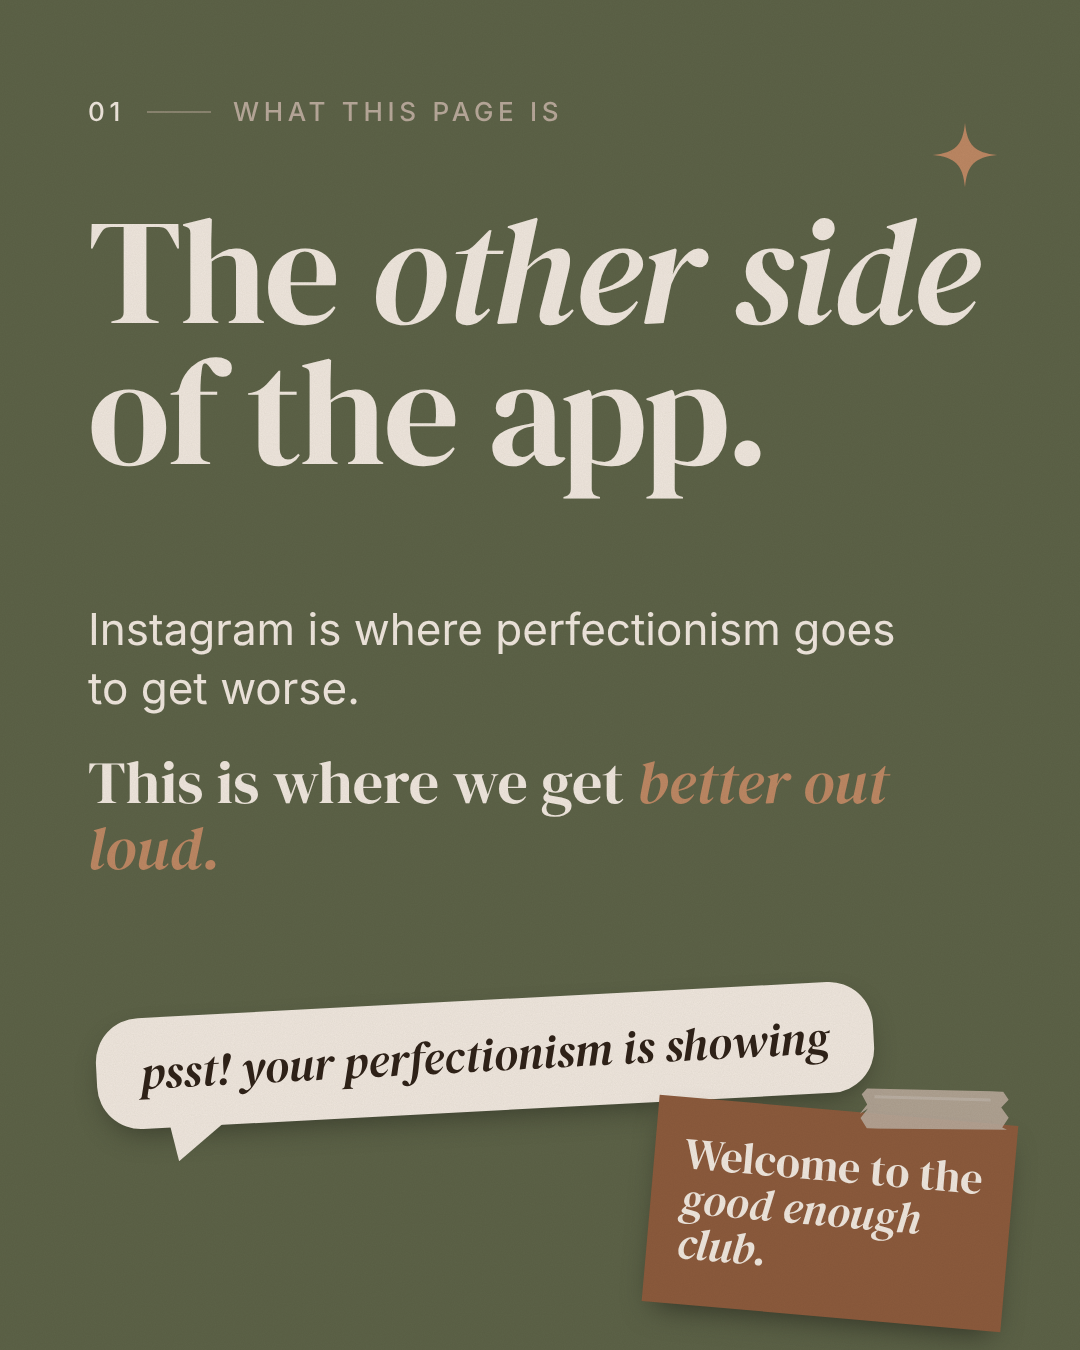 01 WHAT THIS PAGE IS
The other side
of the app.
Instagram is where perfectionism goes
to get worse.
This is where we get better out
loud.
psst! your perfectionism is showing
Welcome to the
good enough
club.